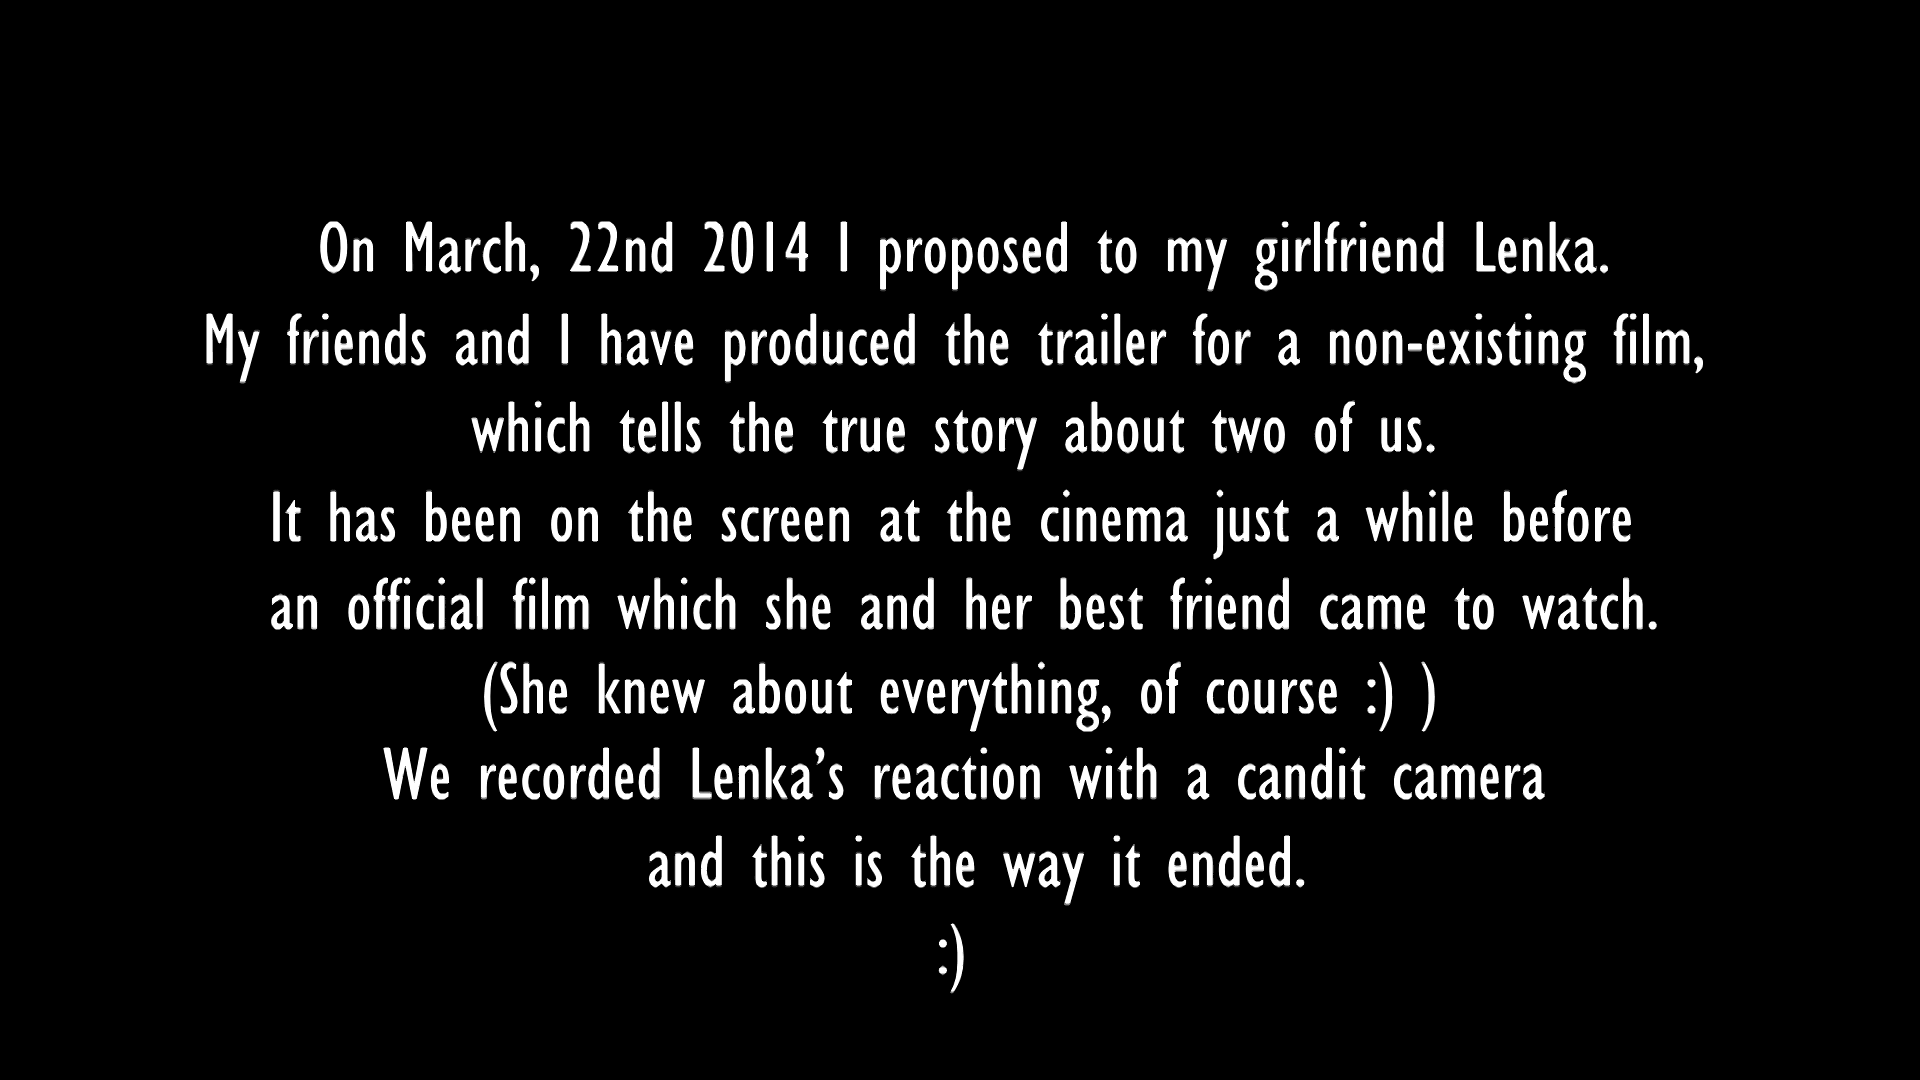 On March, 22nd 2014 I proposed to my girlfriend Lenka.
My friends and I have produced the trailer for a non-existing film,
which tells the true story about two of us.
It has been on the screen at the cinema just a while before
an official film which she and her best friend came to watch.
(She knew about everything, of course :) )
We recorded Lenka’s reaction with a candit camera
and this is the way it ended.
:)